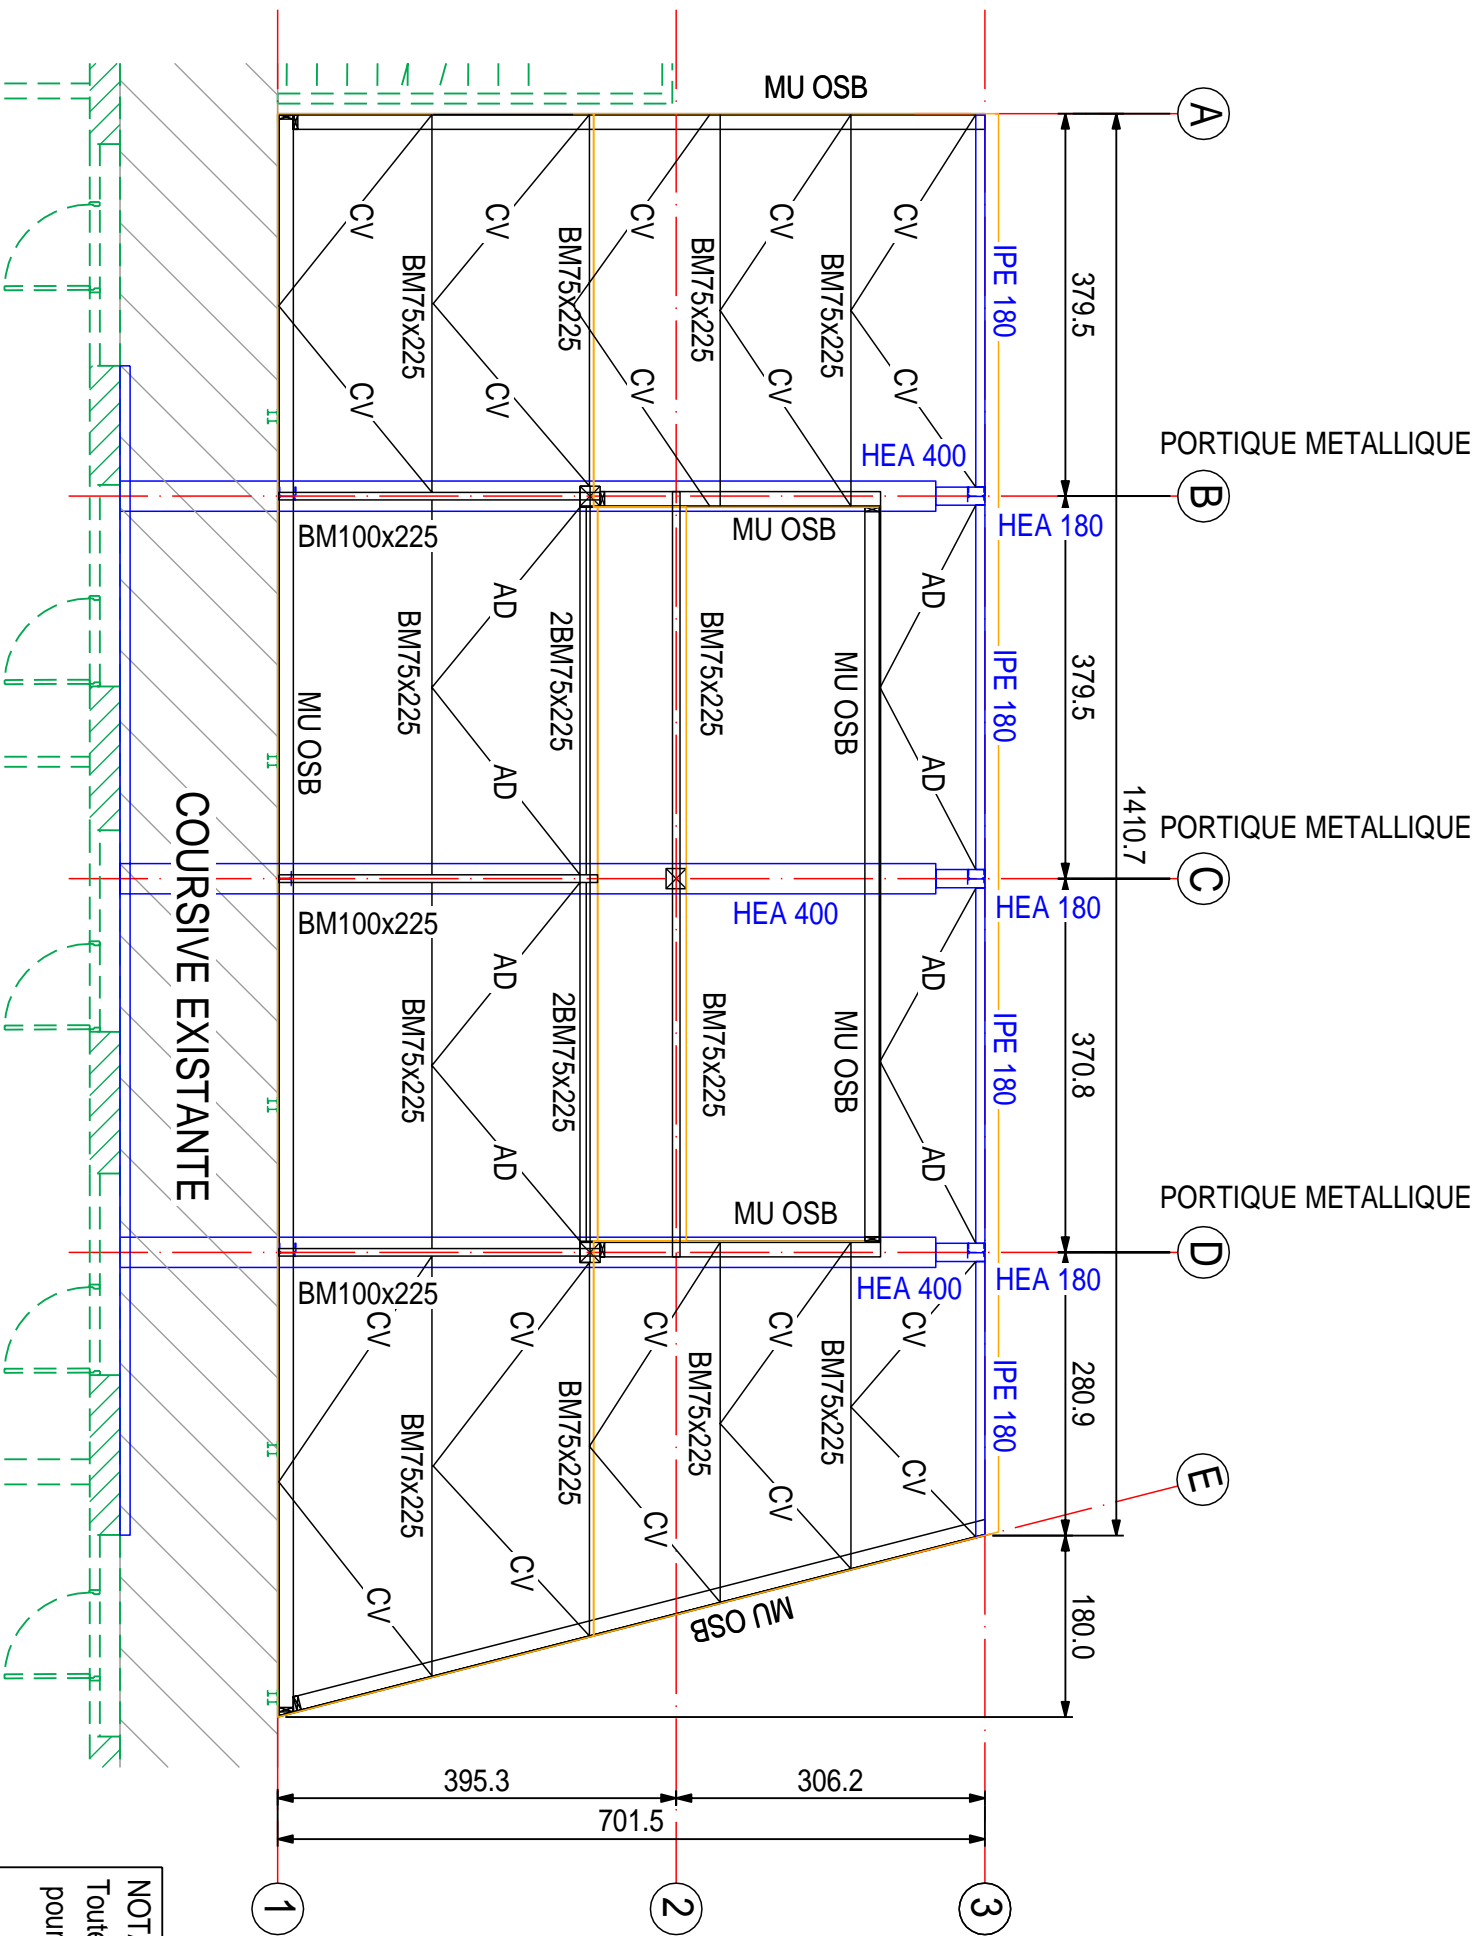 A
B
C
D
E
PORTIQUE METALLIQUE
PORTIQUE METALLIQUE
PORTIQUE METALLIQUE
1410.7
379.5
379.5
370.8
280.9
180.0
IPE 180
IPE 180
IPE 180
IPE 180
HEA 180
HEA 180
HEA 180
HEA 400
HEA 400
HEA 400
MU OSB
CV
CV
AD
AD
AD
AD
CV
CV
BM75x225
MU OSB
MU OSB
BM75x225
MU OSB
MU OSB
CV
CV
CV
CV
BM75x225
BM75x225
BM75x225
BM75x225
MU OSB
CV
CV
CV
CV
BM75x225
2BM75x225
2BM75x225
BM75x225
CV
CV
AD
AD
AD
AD
CV
CV
BM75x225
BM75x225
BM75x225
BM75x225
CV
CV
CV
CV
BM100x225
BM100x225
BM100x225
MU OSB
COURSIVE EXISTANTE
395.3
306.2
701.5
1
2
3